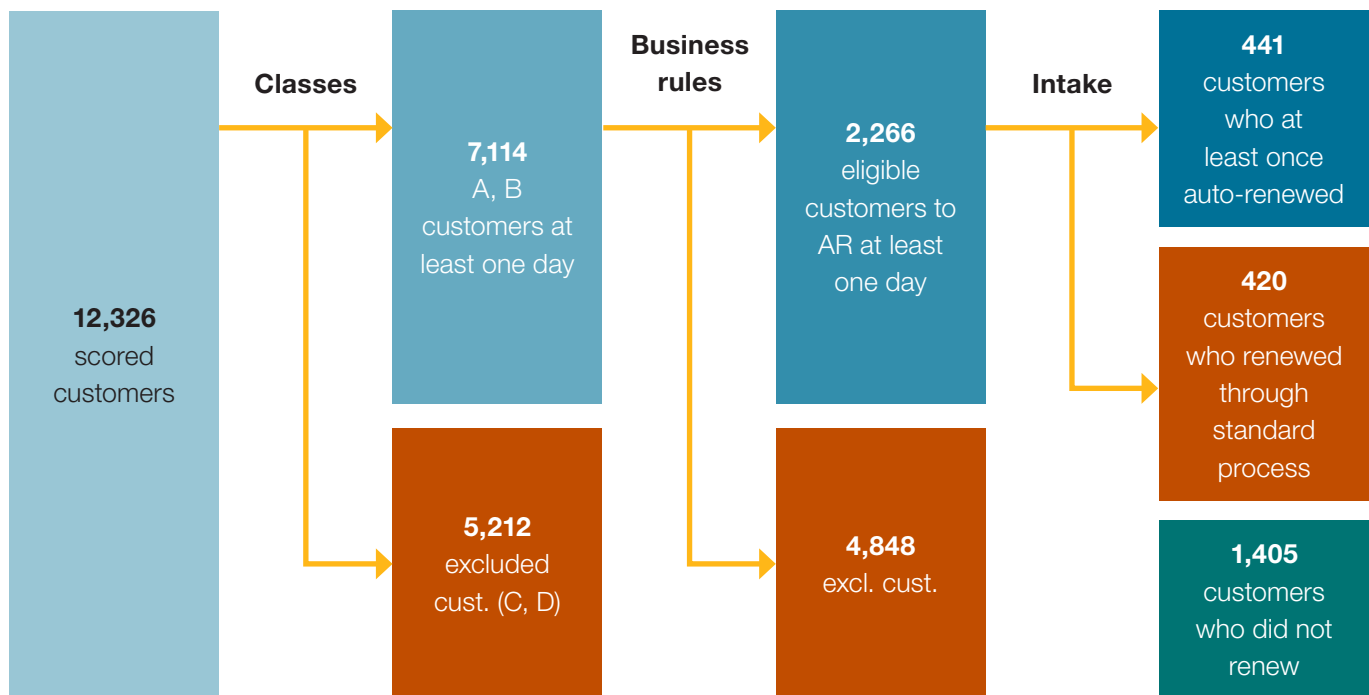 12,326
scored
customers
Classes
7,114
A, B
customers at
least one day
5,212
excluded
cust. (C, D)
Business
rules
2,266
eligible
customers to
AR at least
one day
4,848
excl. cust.
Intake
441
customers
who at
least once
auto-renewed
420
customers
who renewed
through
standard
process
1,405
customers
who did not
renew